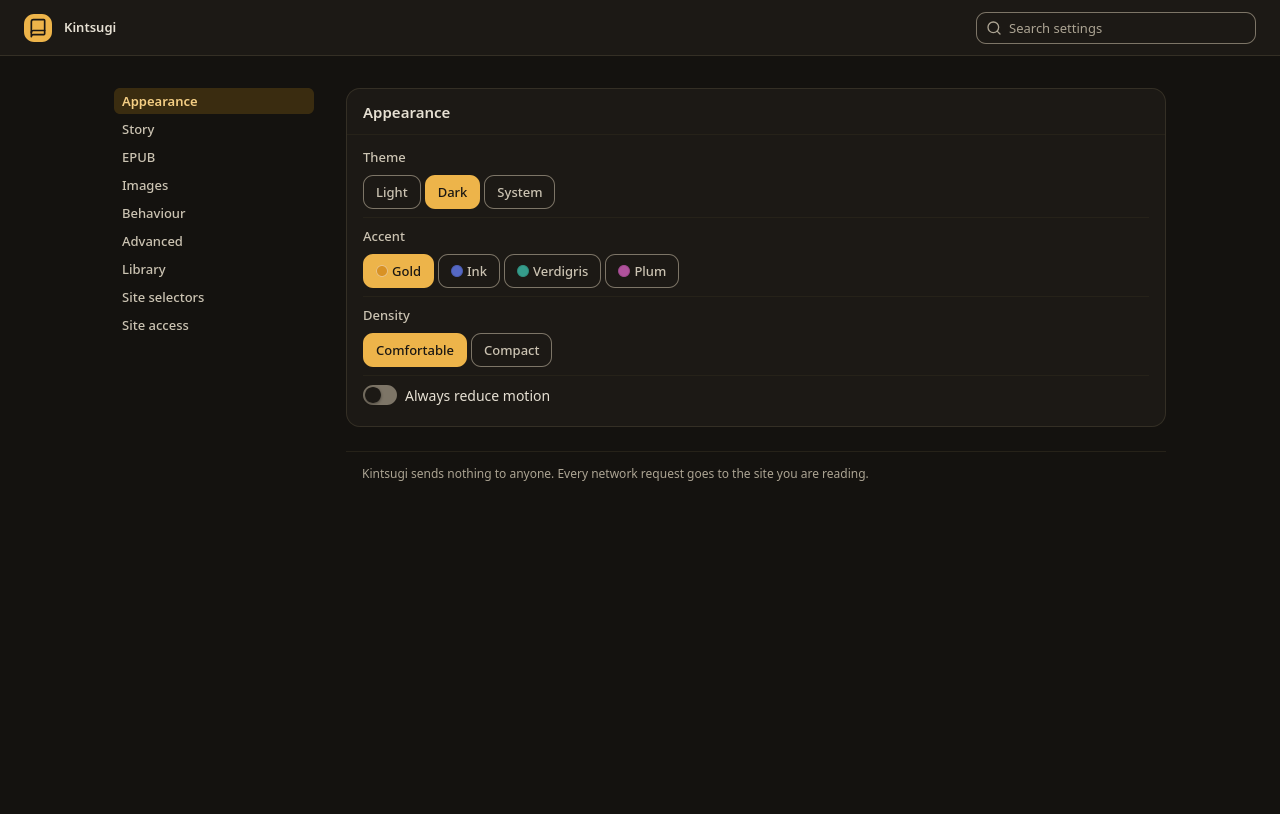 Kintsugi
Search settings
Appearance
Story
EPUB
Images
Behaviour
Advanced
Library
Site selectors
Site access
Appearance
Theme
Light Dark System
Accent
Gold Ink Verdigris Plum
Density
Comfortable Compact
Always reduce motion
Kintsugi sends nothing to anyone. Every network request goes to the site you are reading.